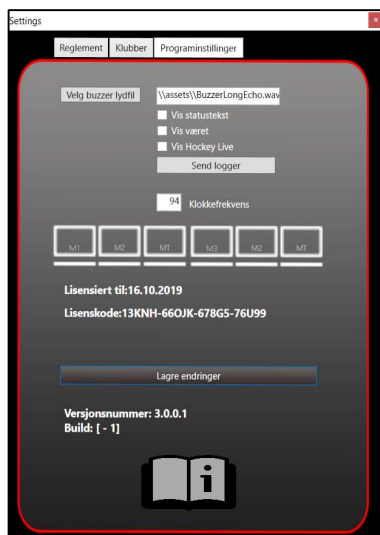 Settings
Reglement Klubber Programinstillinger
Velg buzzer lydfil \\assets\\BuzzerLongEcho.wav
Vis statustekst
Vis været
Vis Hockey Live
Send logger
94 Klokkefrekvens
M1 M2 MT M3 M2 MT
Lisensiert til:16.10.2019
Lisenskode:13KNH-66OJK-678G5-76U99
Lagre endringer
Versjonsnummer: 3.0.0.1
Build: [ - 1]
i